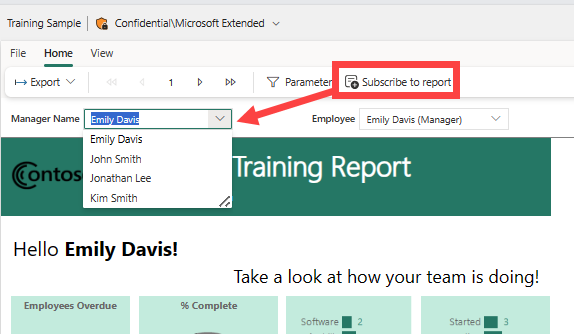 Training Sample Confidential\Microsoft Extended
File Home View
Export 1 Parameter Subscribe to report
Manager Name Emily Davis Employee Emily Davis (Manager)
Emily Davis
John Smith
Jonathan Lee
Kim Smith
Contos Training Report
Hello Emily Davis!
Take a look at how your team is doing!
Employees Overdue % Complete Software 2 Started 3